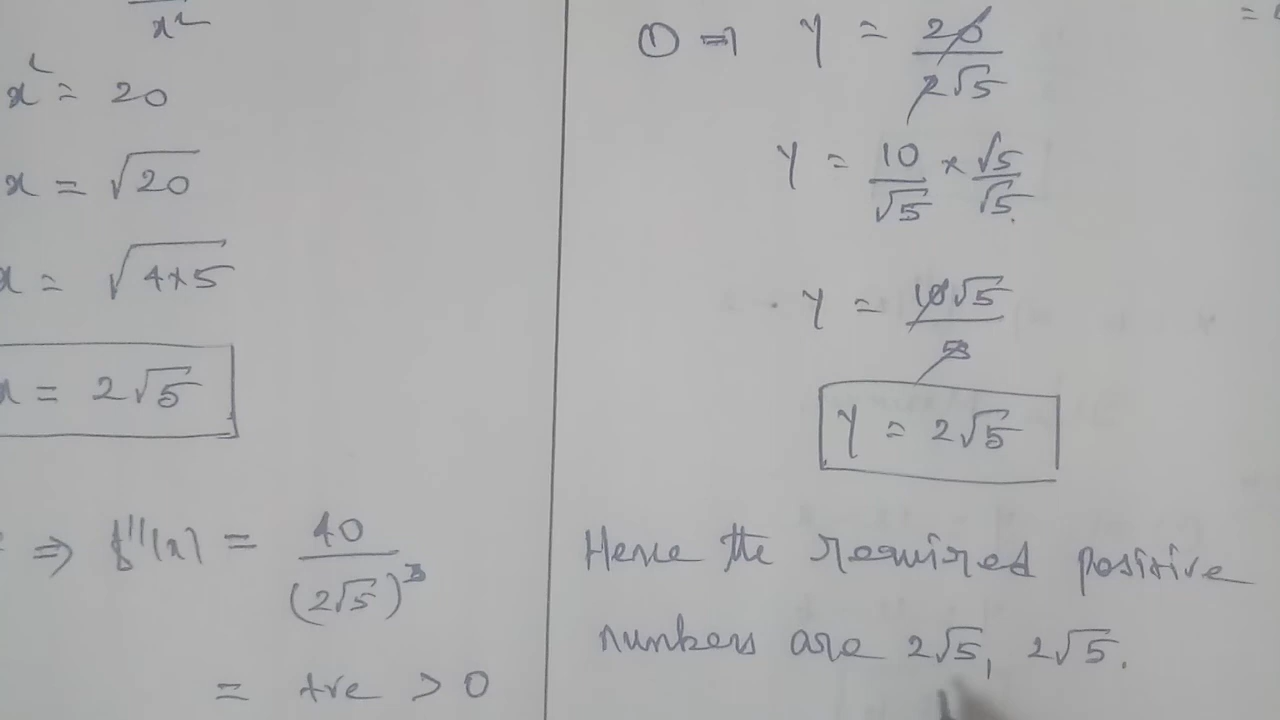 x²
x² = 20
x = √20
x = √4×5
x = 2√5
⇒ f''(x) = 40/(2√5)³
= +ve > 0
① ⇒ y = 20/2√5
y = 10/√5 × √5/√5.
y = 10√5/5
y = 2√5
Hence the required positive
numbers are 2√5, 2√5.